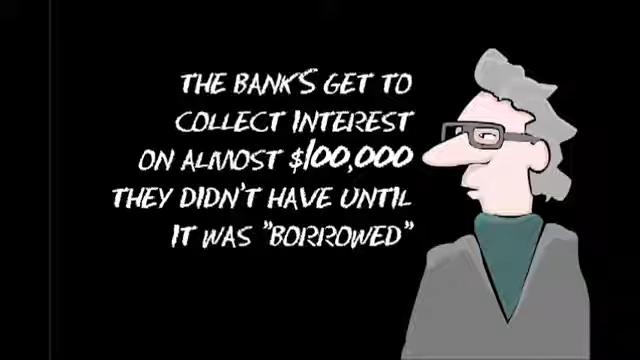 THE BANK'S GET TO
COLLECT INTEREST
ON ALMOST $100,000
THEY DIDN'T HAVE UNTIL
IT WAS "BORROWED"